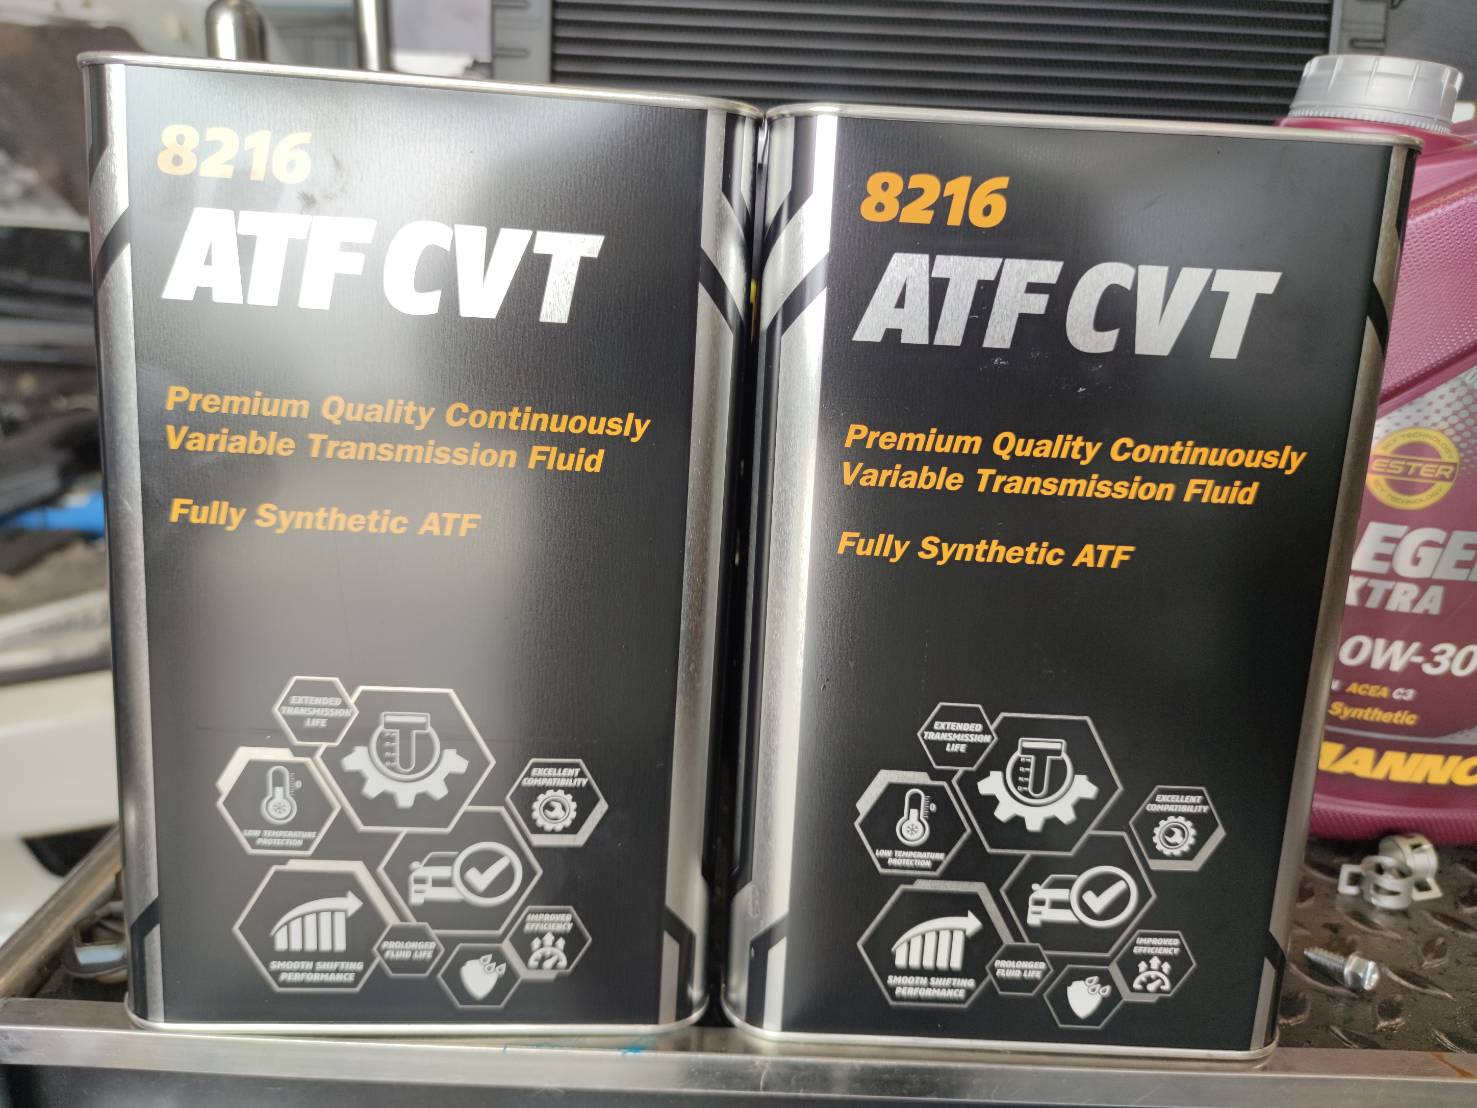 8216
ATF CVT
Premium Quality Continuously
Variable Transmission Fluid
Fully Synthetic ATF
EXTENDED
TRANSMISSION
LIFE
EXCELLENT
COMPATIBILITY
LOW TEMPERATURE
PROTECTION
IMPROVED
EFFICIENCY
PROLONGED
FLUID LIFE
SMOOTH SHIFTING
PERFORMANCE
8216
ATF CVT
Premium Quality Continuously
Variable Transmission Fluid
Fully Synthetic ATF
EXTENDED
TRANSMISSION
LIFE
EXCELLENT
COMPATIBILITY
LOW TEMPERATURE
PROTECTION
IMPROVED
EFFICIENCY
PROLONGED
FLUID LIFE
SMOOTH SHIFTING
PERFORMANCE
ESTER
EGE
XTRA
0W-30
ACEA C3
Synthetic
MANNO